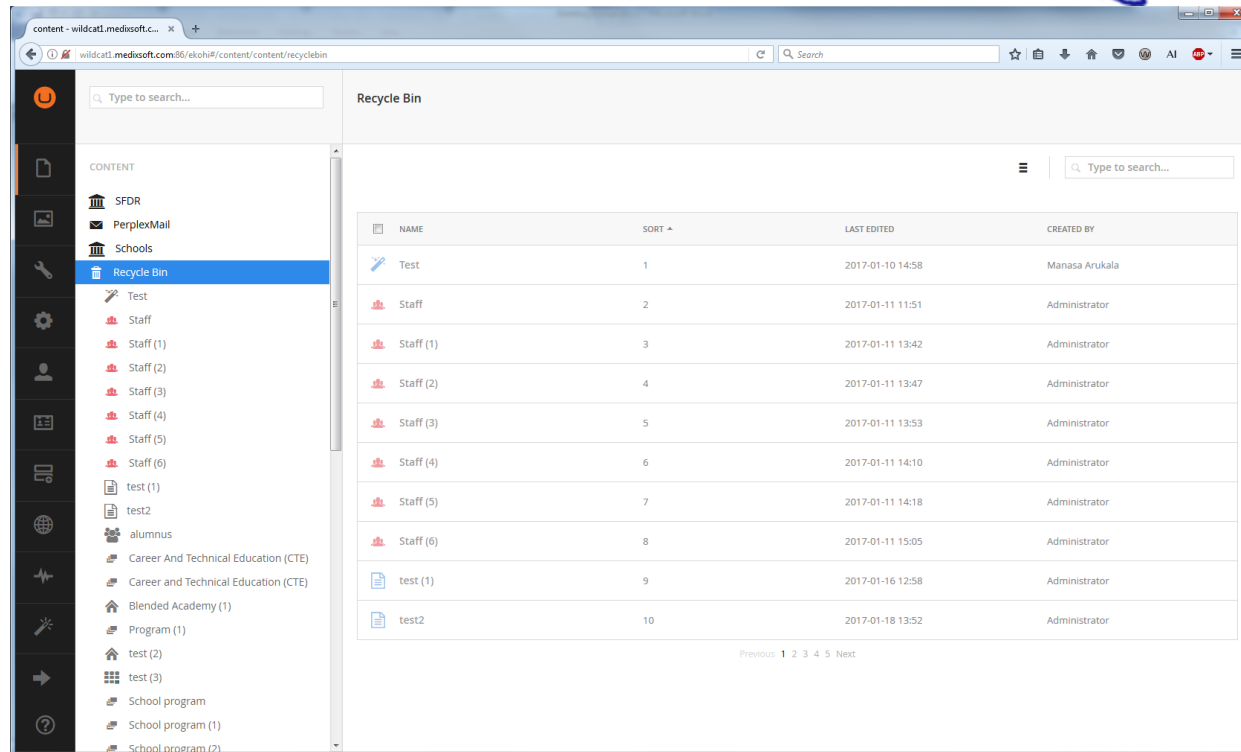 content - wildcat1.medixsoft.c... × +
wildcat1.medixsoft.com:86/ekohi#/content/content/recyclebin
Search
ABP
Type to search...
Recycle Bin
CONTENT
SFDR
PerplexMail
Schools
Recycle Bin
Test
Staff
Staff (1)
Staff (2)
Staff (3)
Staff (4)
Staff (5)
Staff (6)
test (1)
test2
alumnus
Career And Technical Education (CTE)
Career and Technical Education (CTE)
Blended Academy (1)
Program (1)
test (2)
test (3)
School program
School program (1)
School program (2)
Type to search...
NAME SORT LAST EDITED CREATED BY
Test 1 2017-01-10 14:58 Manasa Arukala
Staff 2 2017-01-11 11:51 Administrator
Staff (1) 3 2017-01-11 13:42 Administrator
Staff (2) 4 2017-01-11 13:47 Administrator
Staff (3) 5 2017-01-11 13:53 Administrator
Staff (4) 6 2017-01-11 14:10 Administrator
Staff (5) 7 2017-01-11 14:18 Administrator
Staff (6) 8 2017-01-11 15:05 Administrator
test (1) 9 2017-01-16 12:58 Administrator
test2 10 2017-01-18 13:52 Administrator
Previous 1 2 3 4 5 Next